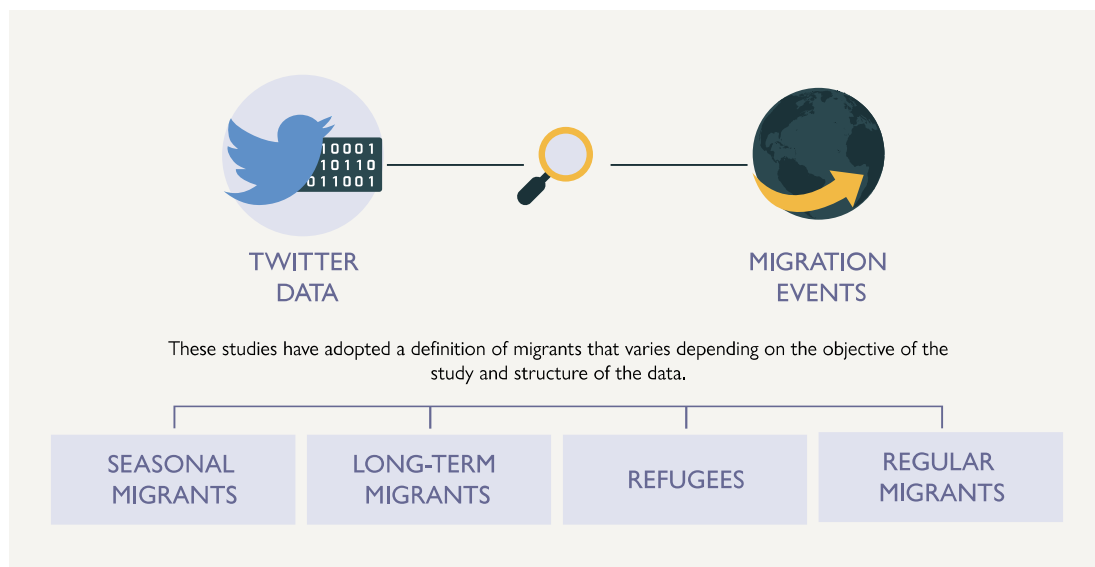 10001
10110
011001
TWITTER
DATA
MIGRATION
EVENTS
These studies have adopted a definition of migrants that varies depending on the objective of the
study and structure of the data.
SEASONAL
MIGRANTS
LONG-TERM
MIGRANTS
REFUGEES
REGULAR
MIGRANTS